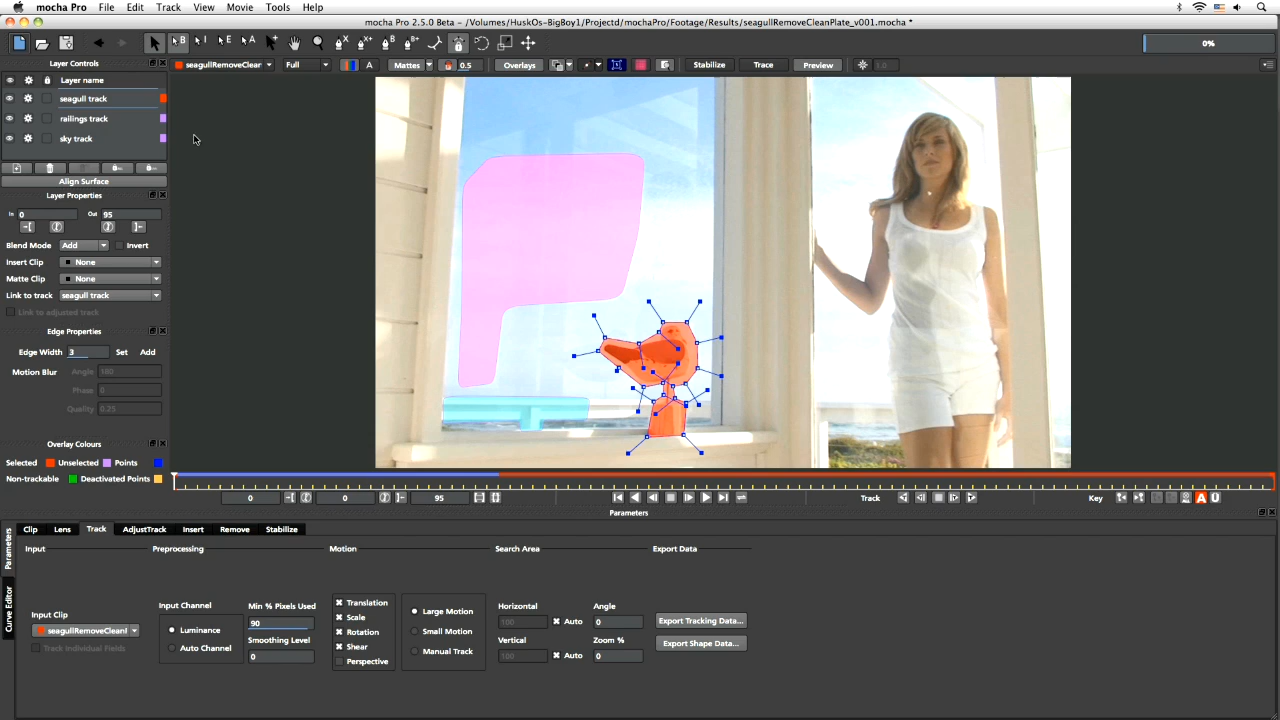 mocha Pro File Edit Track View Movie Tools Help
mocha Pro 2.5.0 Beta - /Volumes/HuskOs-BigBoy1/Projectd/mochaPro/Footage/Results/seagullRemoveCleanPlate_v001.mocha *
0%
Layer Controls
seagullRemoveClear Full Mattes 0.5 Overlays Stabilize Trace Preview 1.0
Layer name
seagull track
railings track
sky track
Align Surface
Layer Properties
In 0 Out 95
Blend Mode Add Invert
Insert Clip None
Matte Clip None
Link to track seagull track
Link to adjusted track
Edge Properties
Edge Width 3 Set Add
Motion Blur Angle 180
Phase 0
Quality 0.25
Overlay Colours
Selected Unselected Points
Non-trackable Deactivated Points
0 0 95 Track Key
Parameters
Clip Lens Track AdjustTrack Insert Remove Stabilize
Parameters
Curve Editor
Input Preprocessing Motion Search Area Export Data
Input Clip
seagullRemoveCleanI
Track Individual Fields
Input Channel
Luminance
Auto Channel
Min % Pixels Used
90
Smoothing Level
0
Translation
Scale
Rotation
Shear
Perspective
Large Motion
Small Motion
Manual Track
Horizontal
100 Auto
Vertical
100 Auto
Angle
0
Zoom %
0
Export Tracking Data...
Export Shape Data...